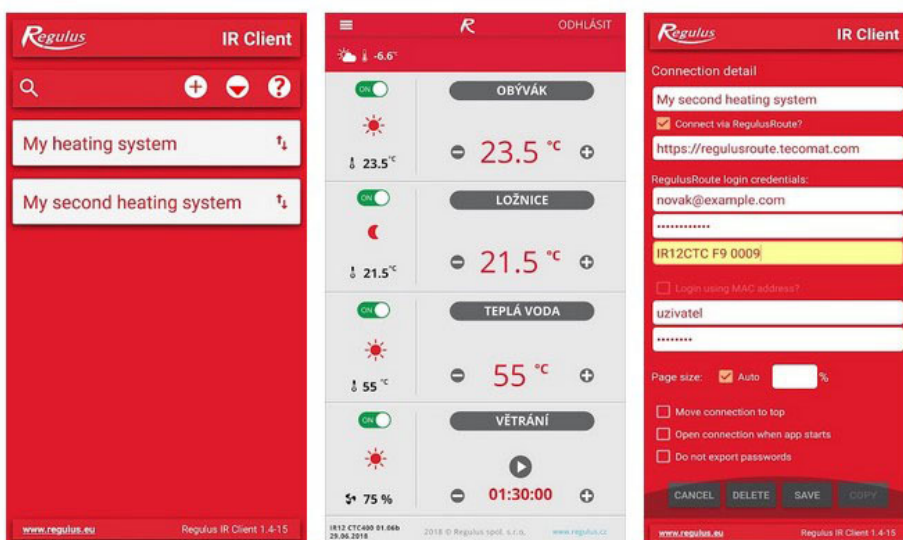 Regulus IR Client
My heating system
My second heating system
www.regulus.eu Regulus IR Client 1.4-15
R ODHLÁSIT
-6.6°C
ON OBÝVÁK
23.5 °C
23.5 °C
ON LOŽNICE
21.5 °C
21.5 °C
ON TEPLÁ VODA
55 °C
55 °C
ON VĚTRÁNÍ
75 % 01:30:00
IR12 CTC400 01.06b
29.06.2018
2018 © Regulus spol. s.r.o. www.regulus.cz
Regulus IR Client
Connection detail
My second heating system
Connect via RegulusRoute?
https://regulusroute.tecomat.com
RegulusRoute login credentials:
novak@example.com
••••••••••••
IR12CTC F9 0009
Login using MAC address?
uzivatel
••••••••
Page size: Auto %
Move connection to top
Open connection when app starts
Do not export passwords
CANCEL DELETE SAVE COPY
www.regulus.eu Regulus IR Client 1.4-15